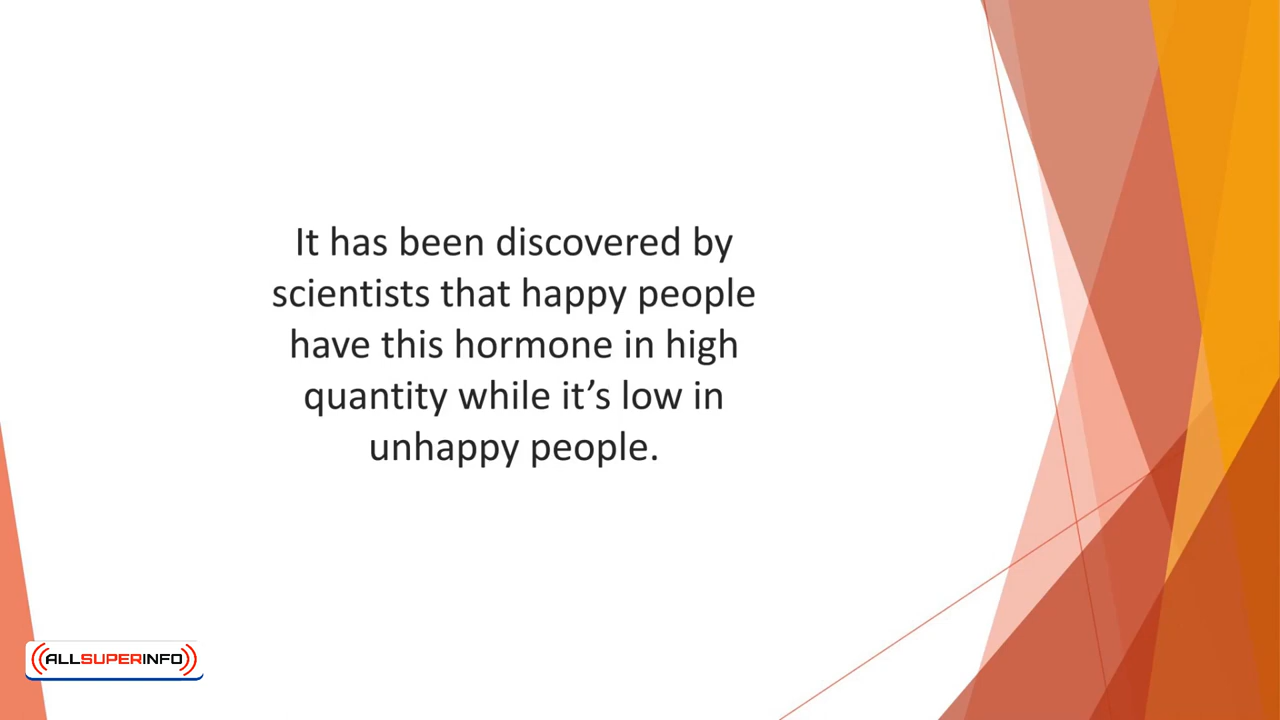 It has been discovered by
scientists that happy people
have this hormone in high
quantity while it’s low in
unhappy people.
ALLSUPERINFO